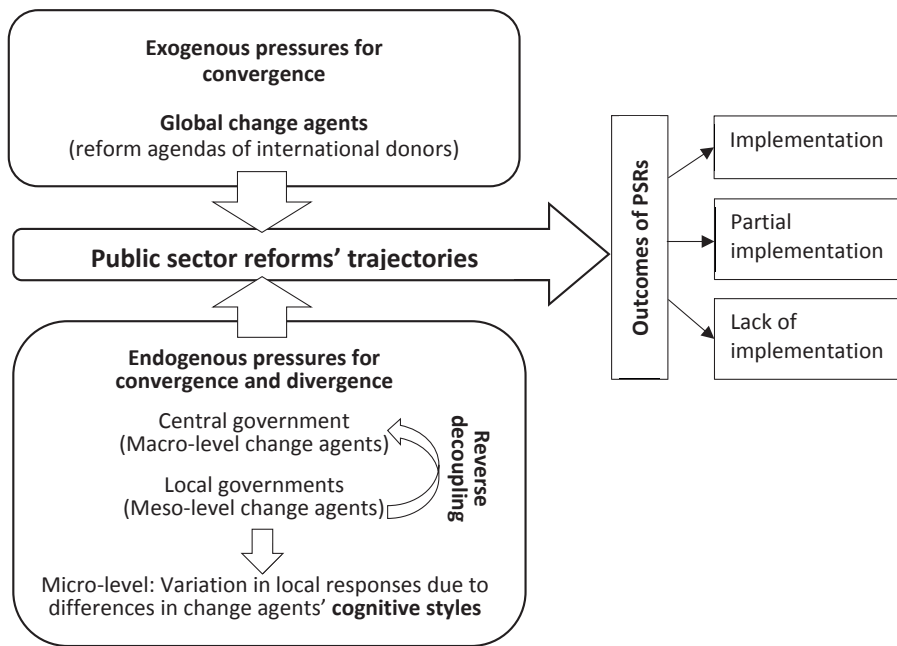 Exogenous pressures for
convergence
Global change agents
(reform agendas of international donors)
Public sector reforms’ trajectories
Endogenous pressures for
convergence and divergence
Central government
(Macro-level change agents)
Local governments
(Meso-level change agents)
Reverse
decoupling
Micro-level: Variation in local responses due to
differences in change agents’ cognitive styles
Outcomes of PSRs
Implementation
Partial
implementation
Lack of
implementation